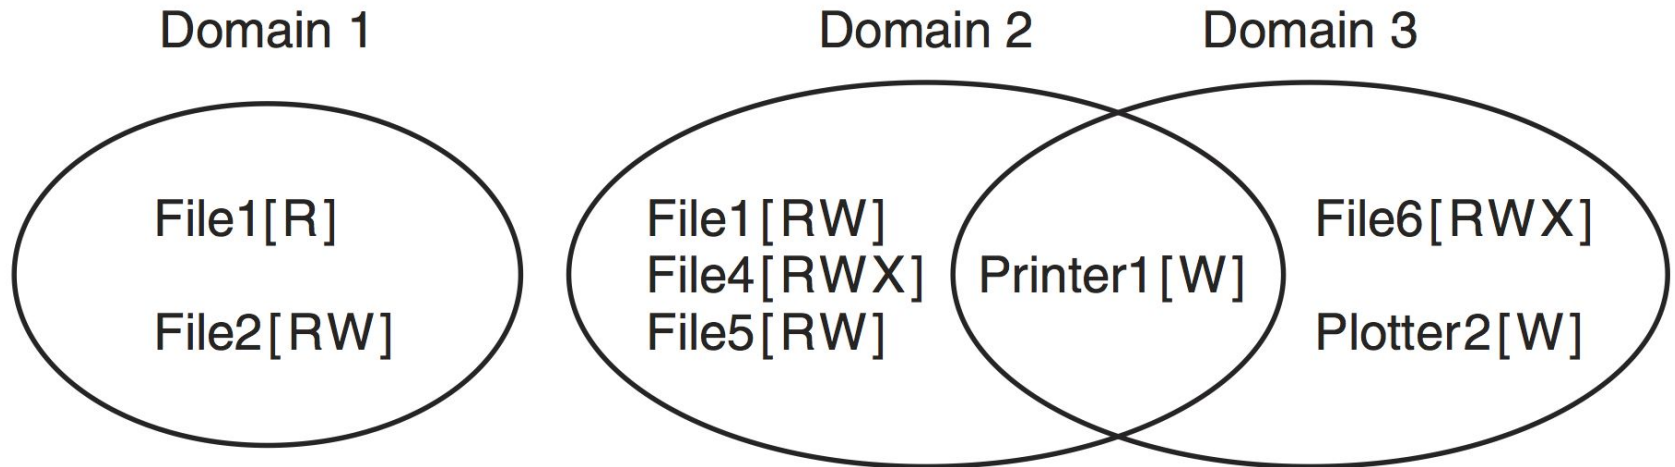 Domain 1
Domain 2
Domain 3
File1[R]
File2[RW]
File1[RW]
File4[RWX]
File5[RW]
Printer1[W]
File6[RWX]
Plotter2[W]